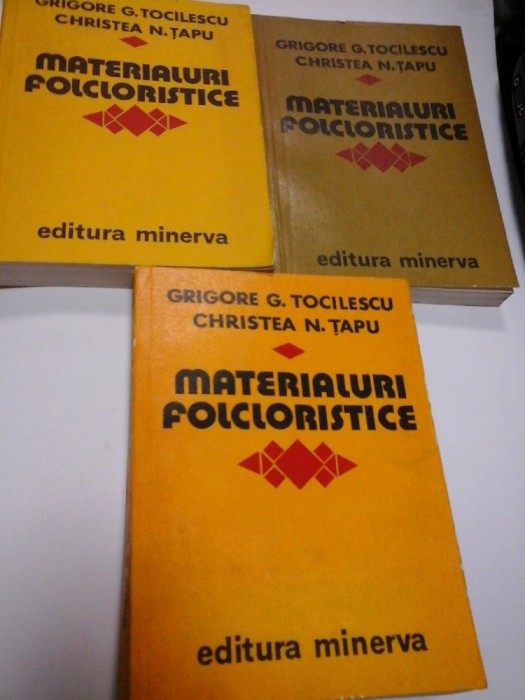 GRIGORE G. TOCILESCU
CHRISTEA N. ȚAPU
MATERIALURI
FOLCLORISTICE
editura minerva
GRIGORE G. TOCILESCU
CHRISTEA N. ȚAPU
MATERIALURI
FOLCLORISTICE
editura minerva
GRIGORE G. TOCILESCU
CHRISTEA N. ȚAPU
MATERIALURI
FOLCLORISTICE
editura minerva